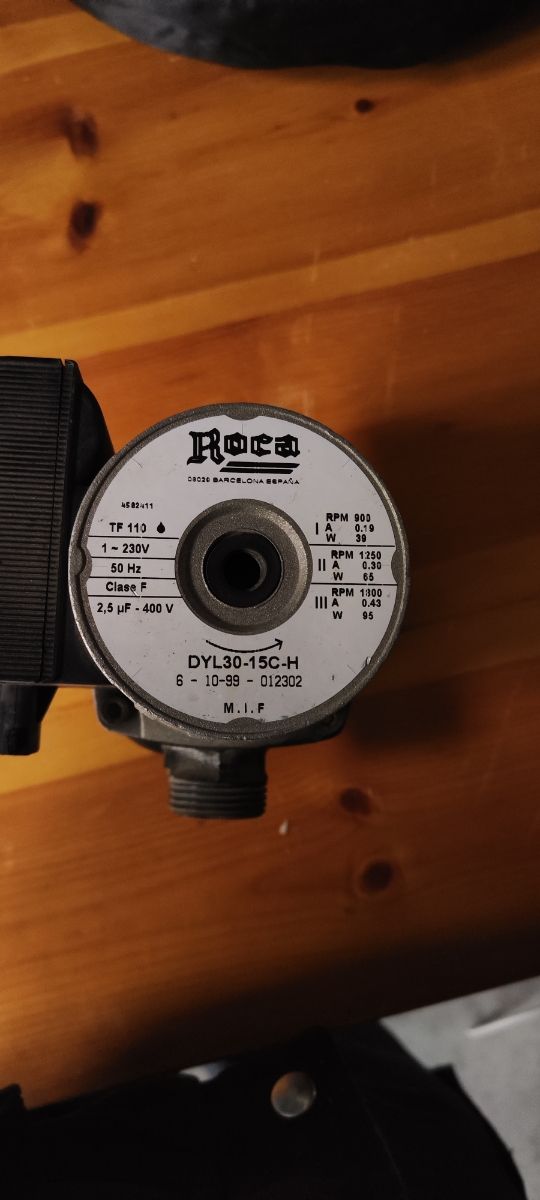 Roca
08029 BARCELONA ESPAÑA
4582411
TF 110
1 ~ 230V
50 Hz
Clase F
2,5 µF - 400 V
I RPM 900
A 0.19
W 39
II RPM 1250
A 0.30
W 65
III RPM 1800
A 0.43
W 95
DYL30-15C-H
6 - 10-99 - 012302
M.I.F